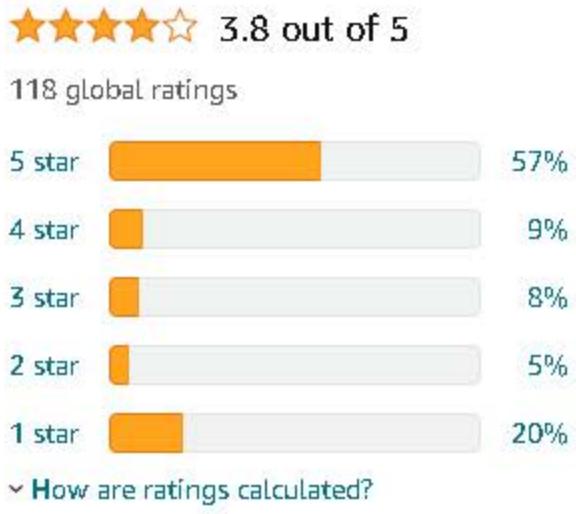 3.8 out of 5
118 global ratings
5 star 57%
4 star 9%
3 star 8%
2 star 5%
1 star 20%
How are ratings calculated?